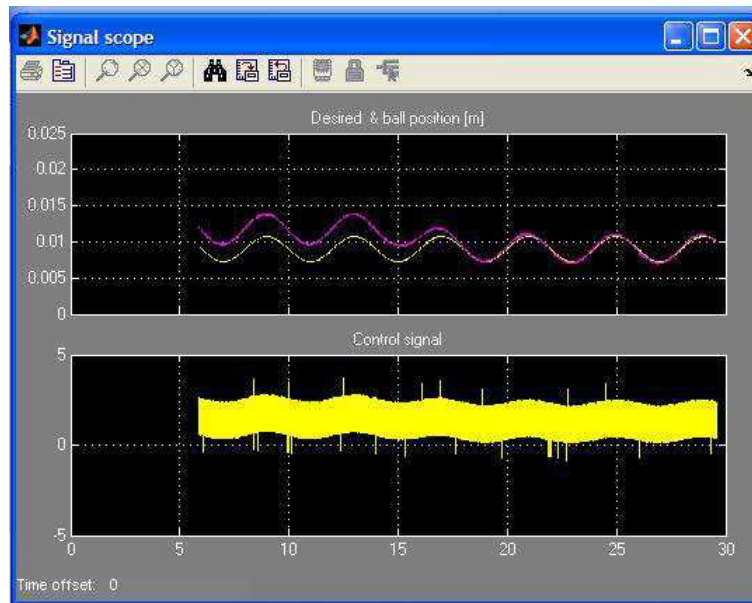 Signal scope
Desired & ball position [m]
0.025
0.02
0.015
0.01
0.005
0
Control signal
5
0
-5
0 5 10 15 20 25 30
Time offset: 0